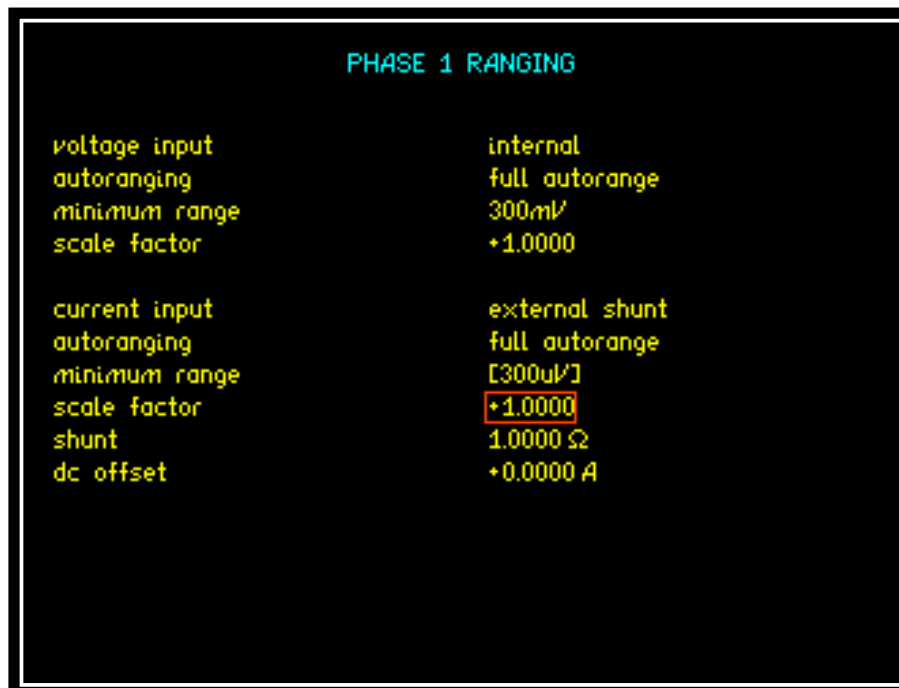 PHASE 1 RANGING
voltage input internal
autoranging full autorange
minimum range 300mV
scale factor +1.0000
current input external shunt
autoranging full autorange
minimum range [300uV]
scale factor +1.0000
shunt 1.0000 Ω
dc offset +0.0000 A